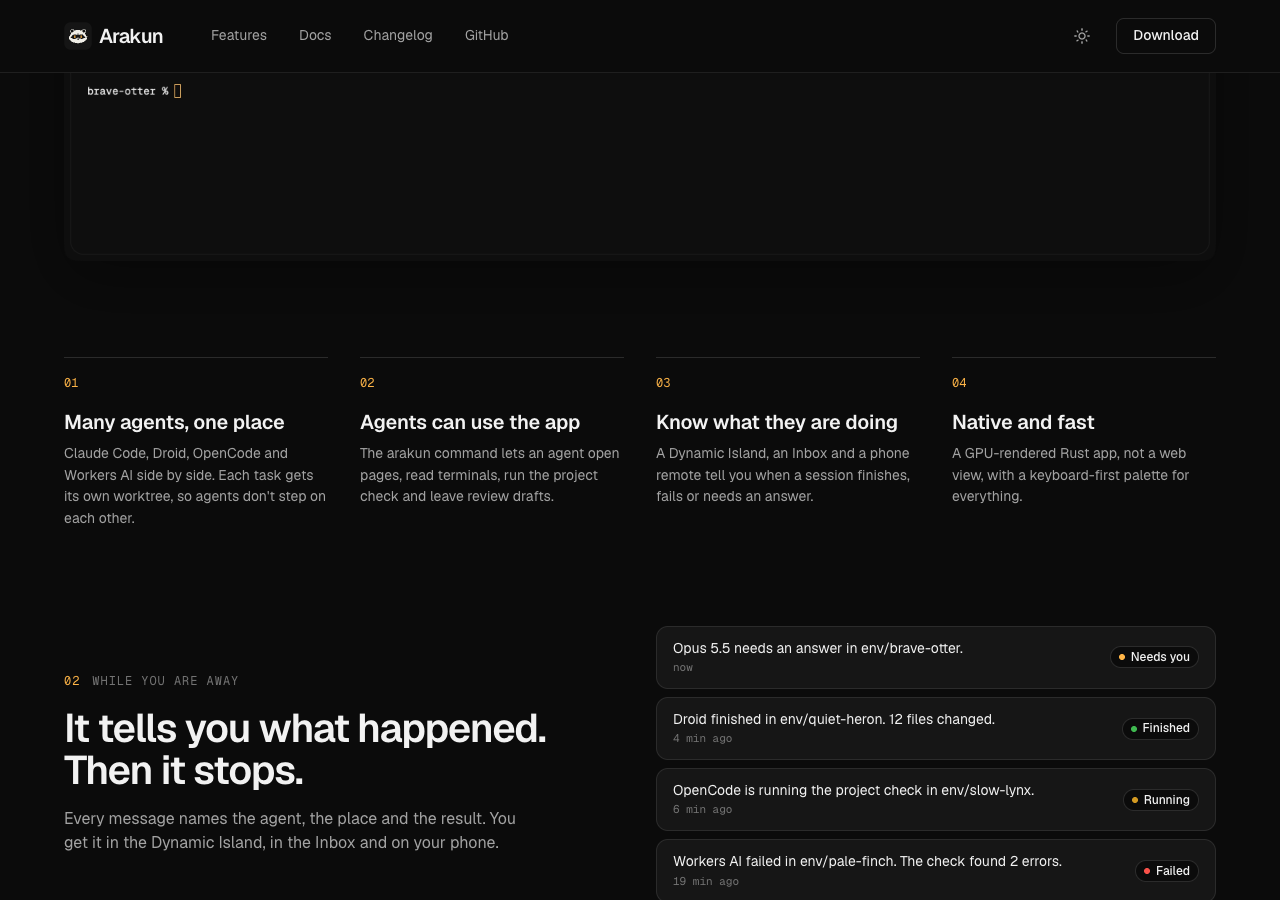 Arakun
Features
Docs
Changelog
GitHub
Download
brave-otter %
01
Many agents, one place
Claude Code, Droid, OpenCode and
Workers AI side by side. Each task gets
its own worktree, so agents don't step on
each other.
02
Agents can use the app
The arakun command lets an agent open
pages, read terminals, run the project
check and leave review drafts.
03
Know what they are doing
A Dynamic Island, an Inbox and a phone
remote tell you when a session finishes,
fails or needs an answer.
04
Native and fast
A GPU-rendered Rust app, not a web
view, with a keyboard-first palette for
everything.
02 WHILE YOU ARE AWAY
It tells you what happened.
Then it stops.
Every message names the agent, the place and the result. You
get it in the Dynamic Island, in the Inbox and on your phone.
Opus 5.5 needs an answer in env/brave-otter.
now
Needs you
Droid finished in env/quiet-heron. 12 files changed.
4 min ago
Finished
OpenCode is running the project check in env/slow-lynx.
6 min ago
Running
Workers AI failed in env/pale-finch. The check found 2 errors.
19 min ago
Failed